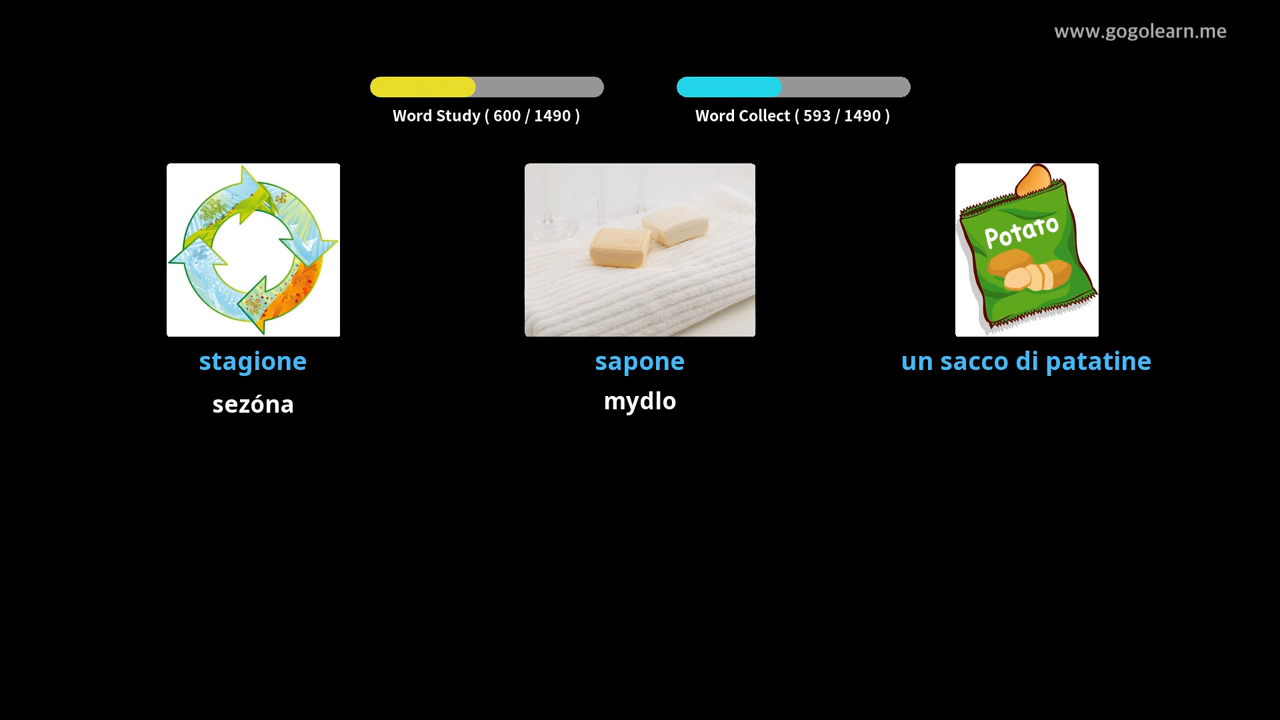 www.gogolearn.me
Word Study ( 600 / 1490 )
Word Collect ( 593 / 1490 )
Potato
stagione
sapone
un sacco di patatine
sezóna
mydlo